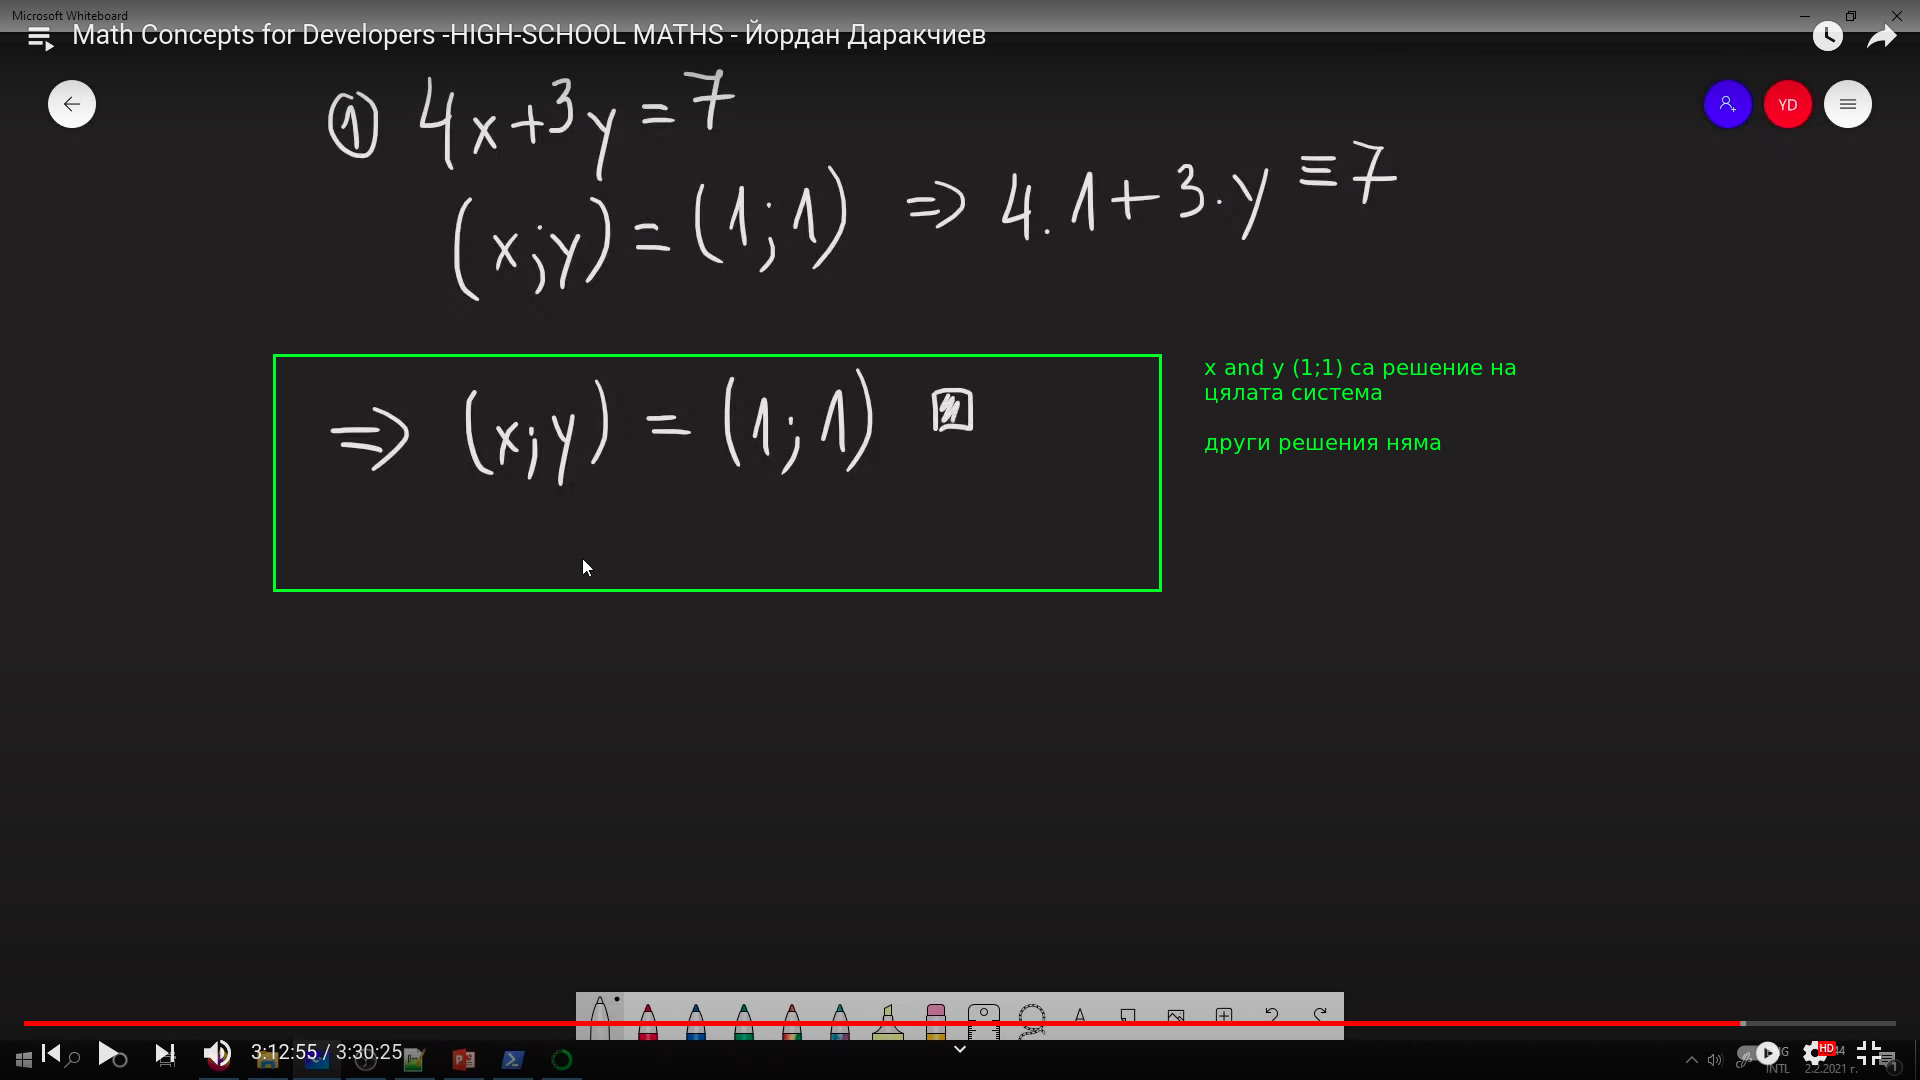 Microsoft Whiteboard
Math Concepts for Developers -HIGH-SCHOOL MATHS - Йордан Даракчиев
YD
① 4x+3y=7
(x;y)=(1;1) => 4.1+3.y≡7
=> (x;y) = (1;1)
x and y (1;1) са решение на
цялата система
други решения няма
3:12:55 / 3:30:25
HD
INTL
2.2.2021 г.